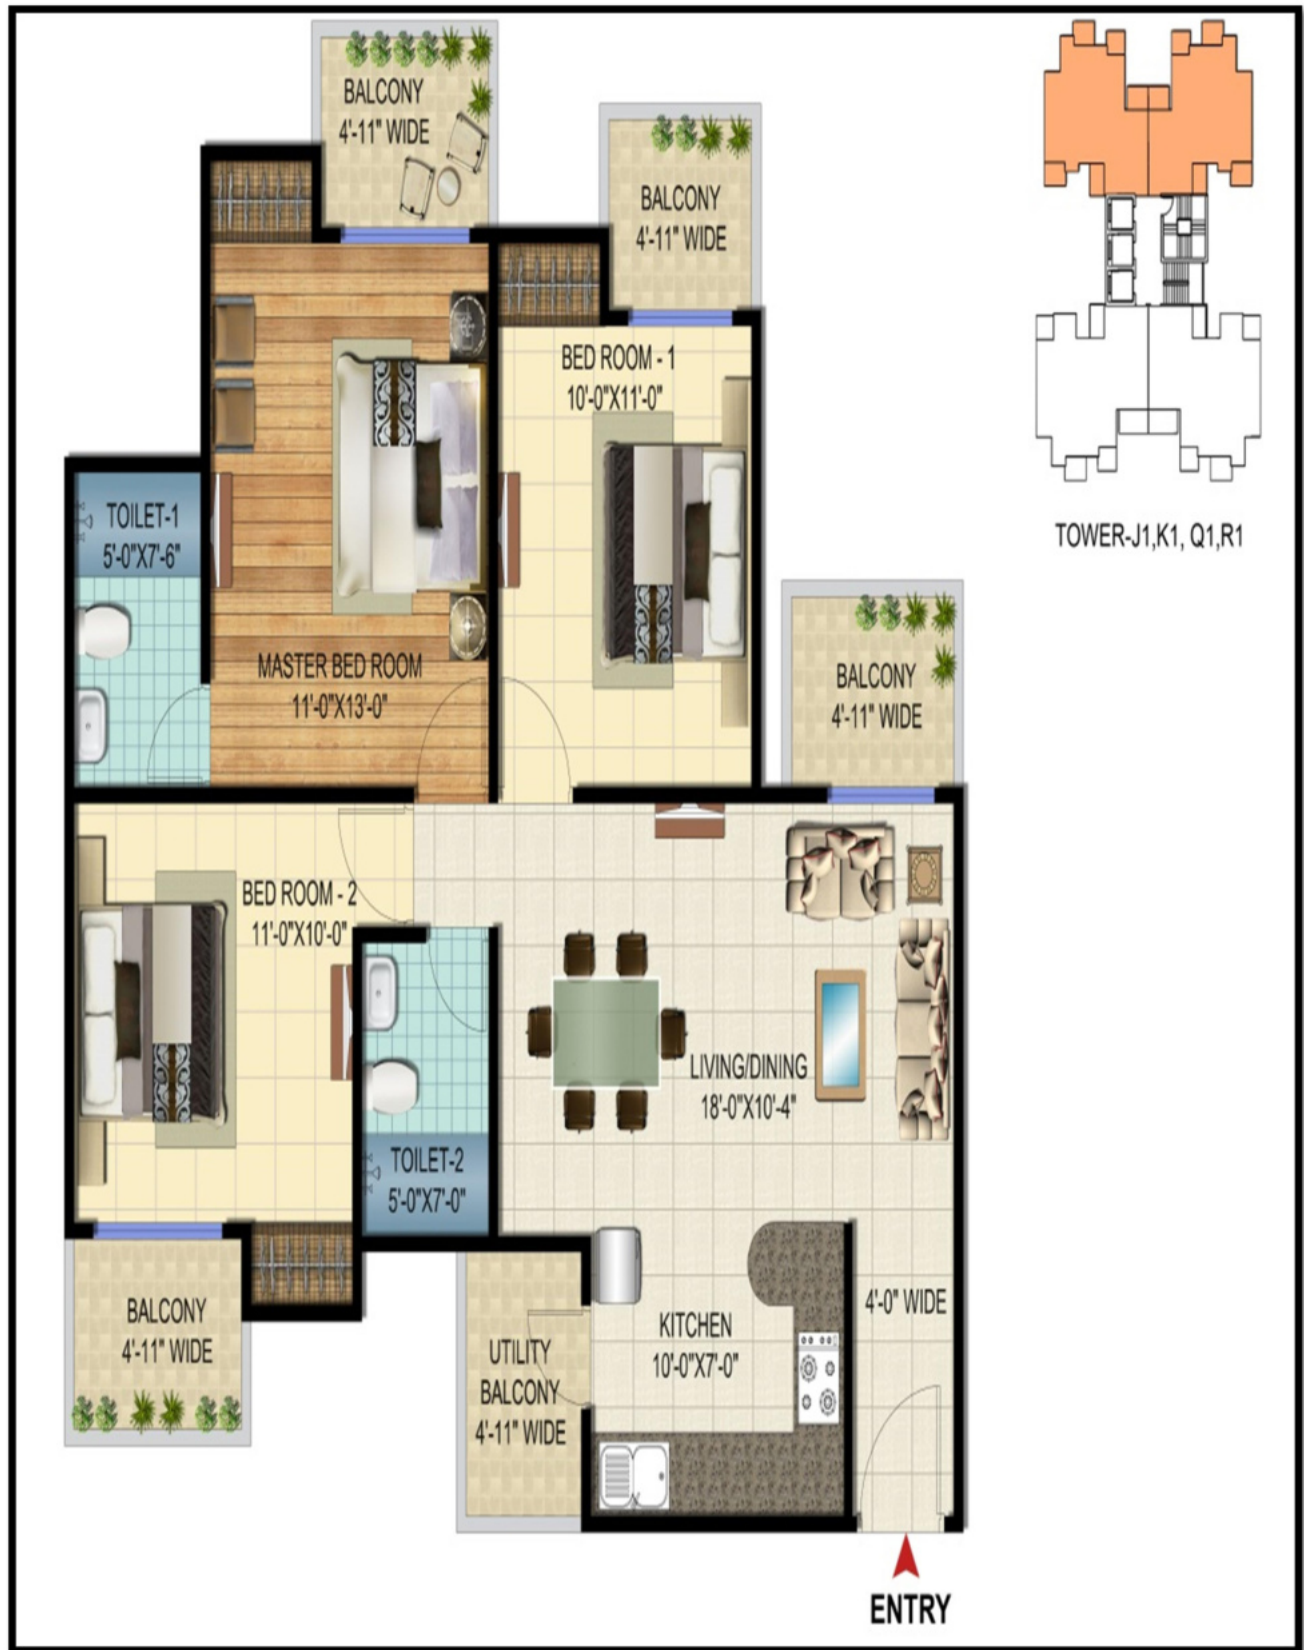 BALCONY
4'-11" WIDE
BALCONY
4'-11" WIDE
BED ROOM - 1
10'-0"X11'-0"
TOILET-1
5'-0"X7'-6"
TOWER-J1,K1, Q1,R1
MASTER BED ROOM
11'-0"X13'-0"
BALCONY
4'-11" WIDE
BED ROOM - 2
11'-0"X10'-0"
LIVING/DINING
18'-0"X10'-4"
TOILET-2
5'-0"X7'-0"
BALCONY
4'-11" WIDE
UTILITY
BALCONY
4'-11" WIDE
KITCHEN
10'-0"X7'-0"
4'-0" WIDE
ENTRY